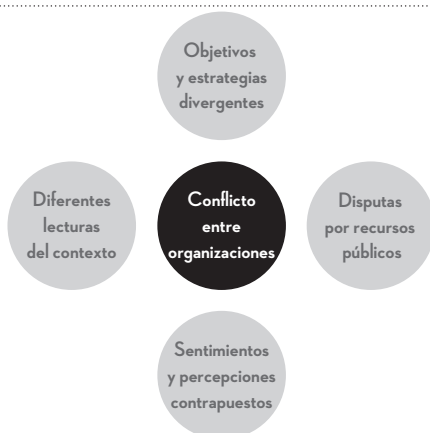 Objetivos
y estrategias
divergentes
Diferentes
lecturas
del contexto
Conflicto
entre
organizaciones
Disputas
por recursos
públicos
Sentimientos
y percepciones
contrapuestos